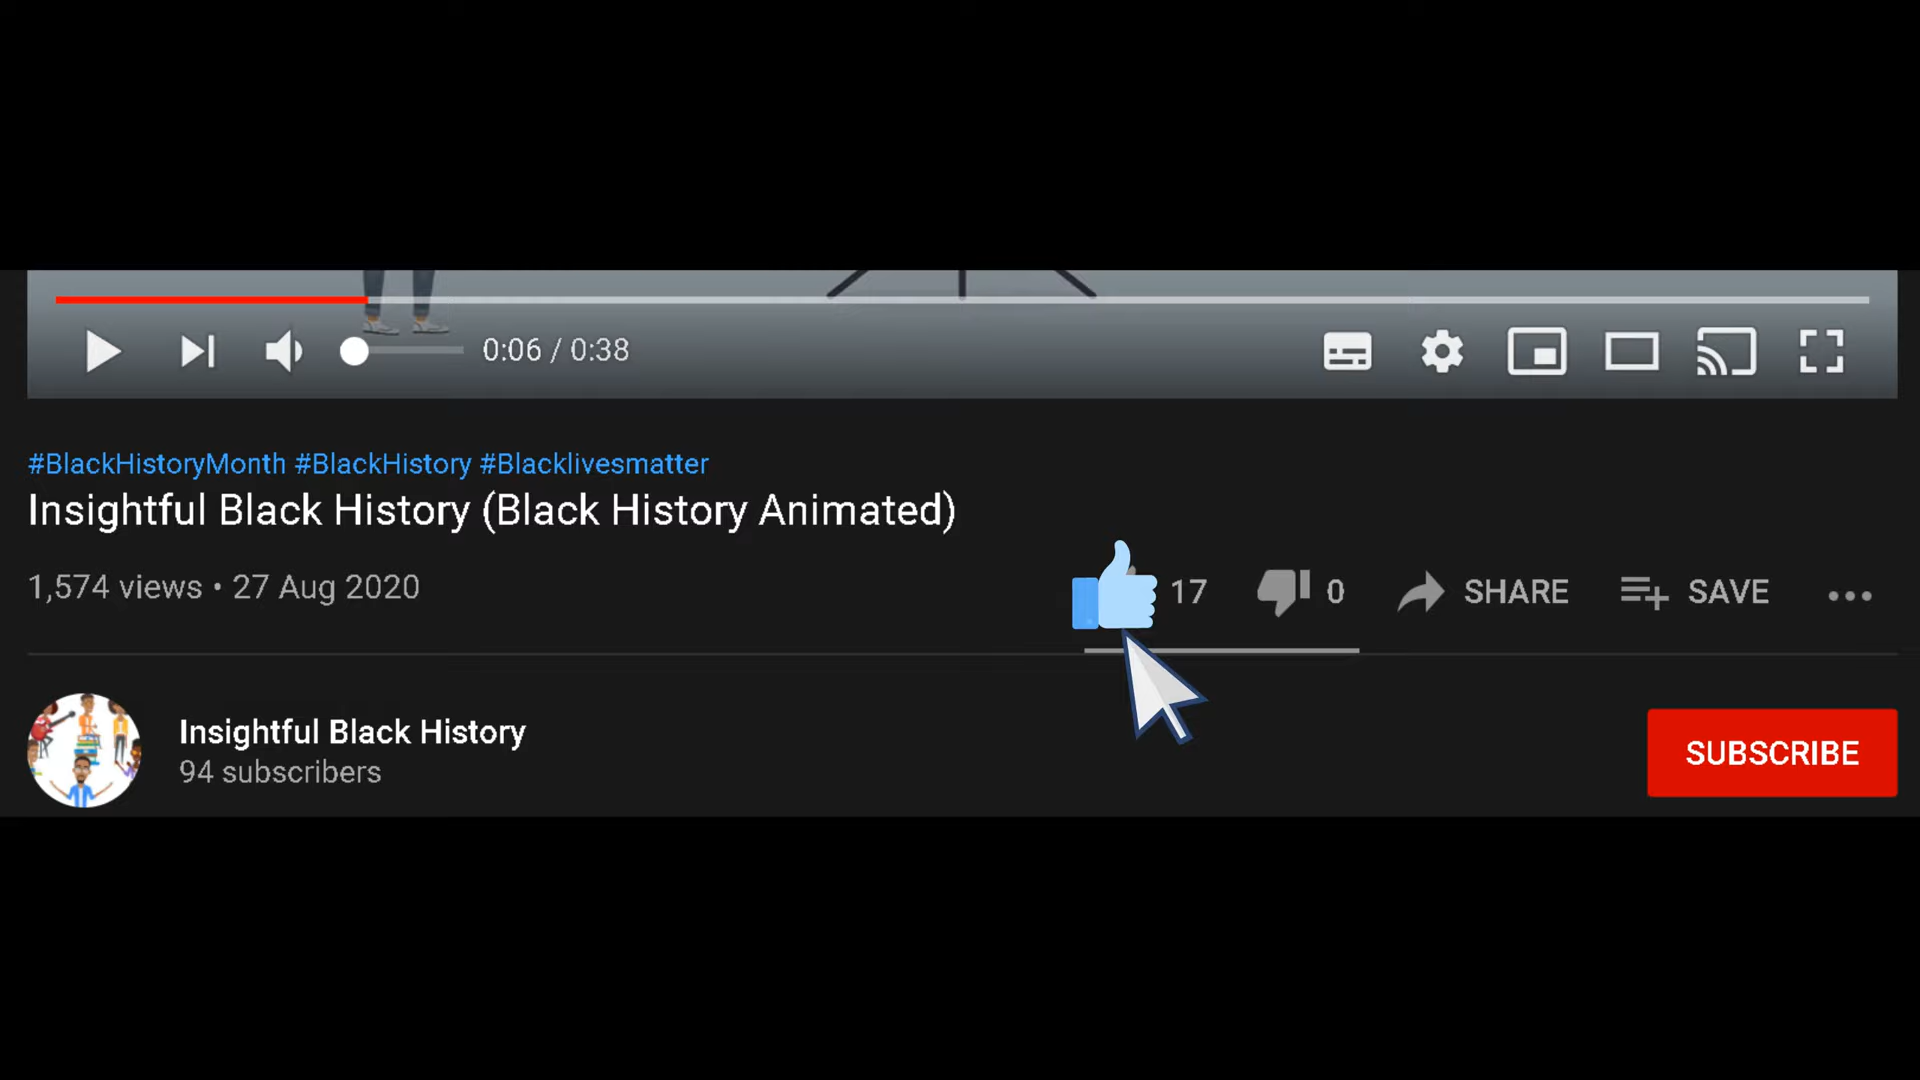 0:06 / 0:38
#BlackHistoryMonth #BlackHistory #Blacklivesmatter
Insightful Black History (Black History Animated)
1,574 views • 27 Aug 2020
17 0 SHARE SAVE
Insightful Black History
94 subscribers
SUBSCRIBE